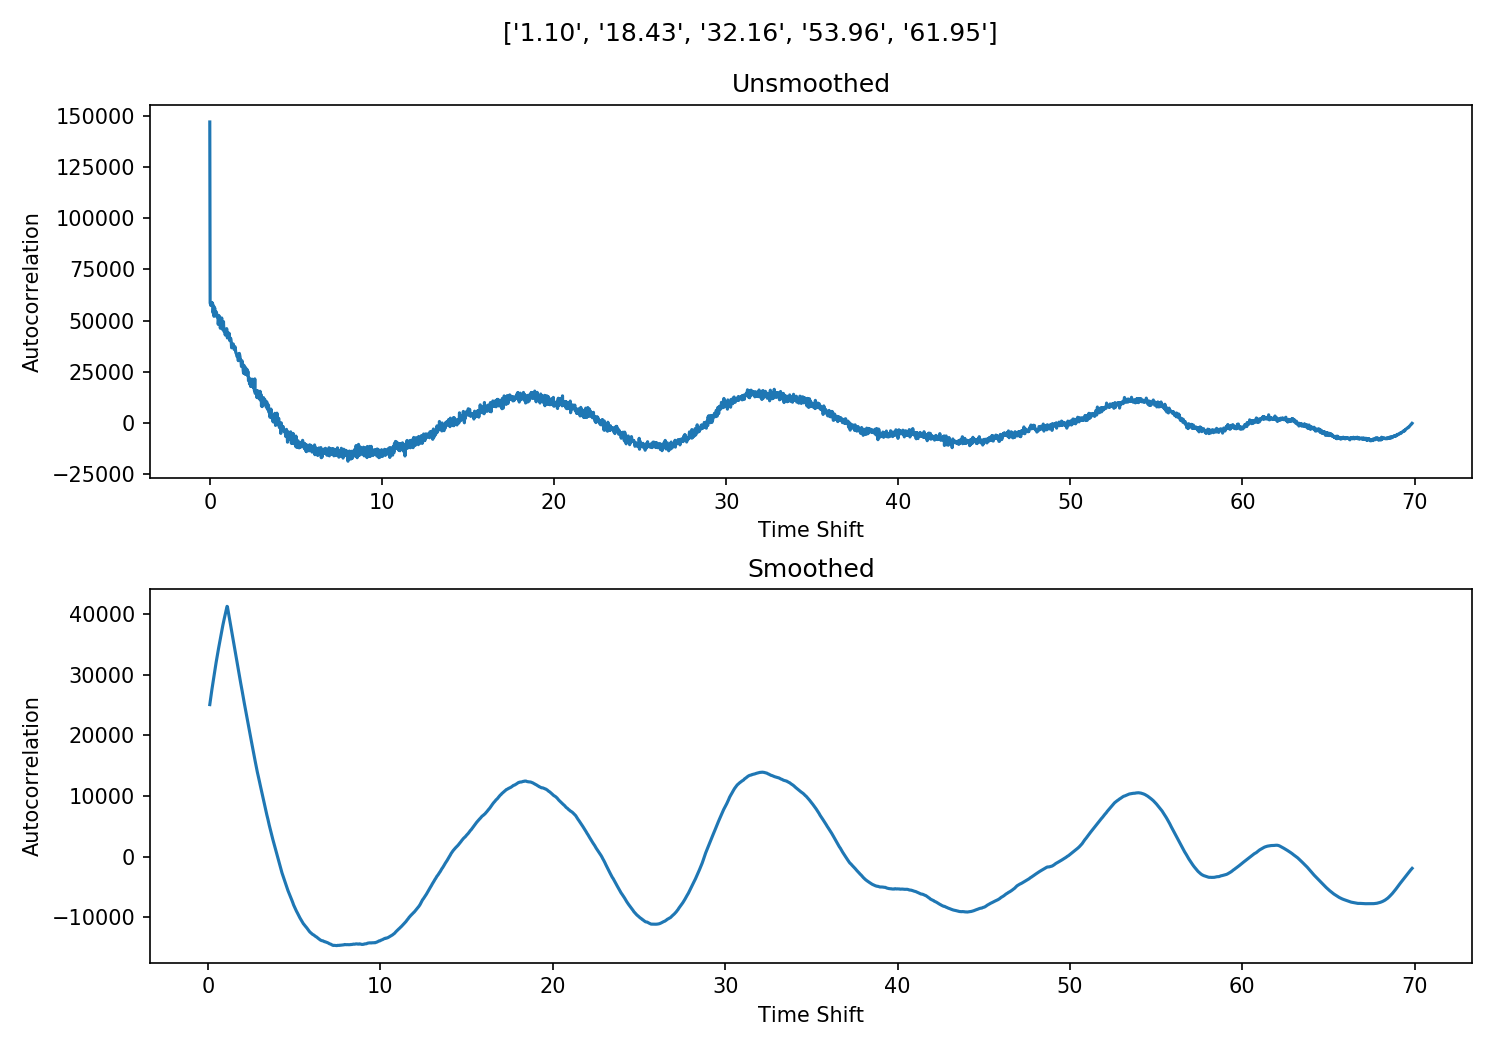 ['1.10', '18.43', '32.16', '53.96', '61.95']
Unsmoothed
150000
125000
100000
75000
50000
25000
0
−25000
Autocorrelation
0 10 20 30 40 50 60 70
Time Shift
Smoothed
40000
30000
20000
10000
0
−10000
Autocorrelation
0 10 20 30 40 50 60 70
Time Shift